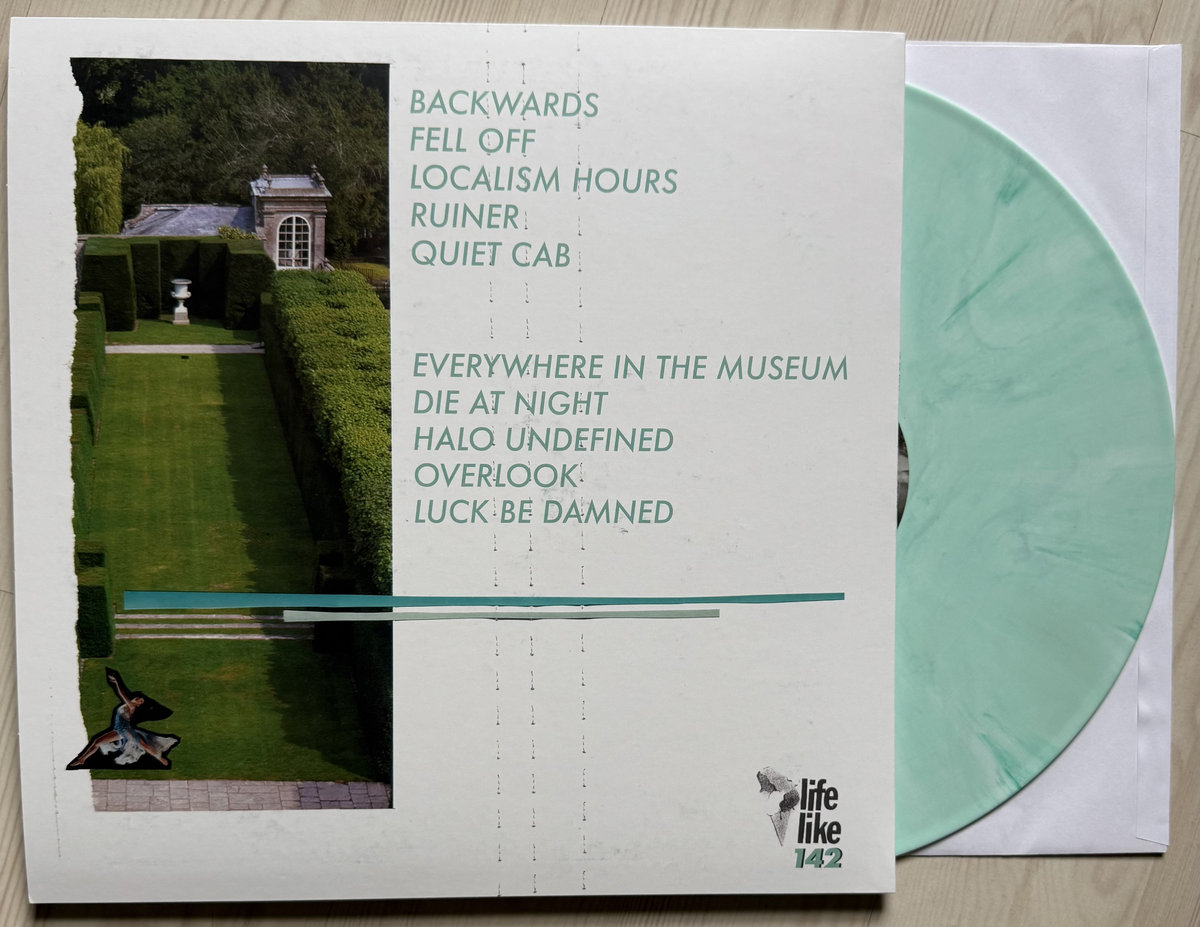 BACKWARDS
FELL OFF
LOCALISM HOURS
RUINER
QUIET CAB
EVERYWHERE IN THE MUSEUM
DIE AT NIGHT
HALO UNDEFINED
OVERLOOK
LUCK BE DAMNED
life
like
142